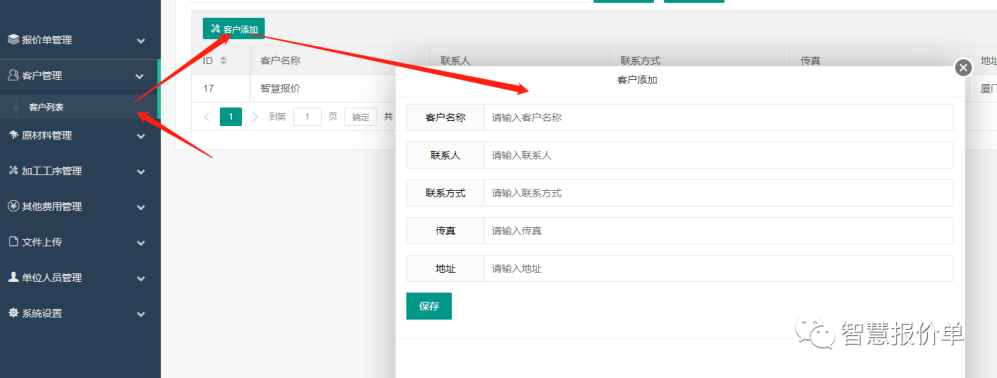 报价单管理
客户管理
客户列表
原材料管理
加工工序管理
其他费用管理
文件上传
单位人员管理
系统设置
客户添加
ID 客户名称 联系人 联系方式 传真 地址
17 智慧报价
1 到第 1 页 确定 共
客户添加
客户名称 请输入客户名称
联系人 请输入联系人
联系方式 请输入联系方式
传真 请输入传真
地址 请输入地址
保存
智慧报价单